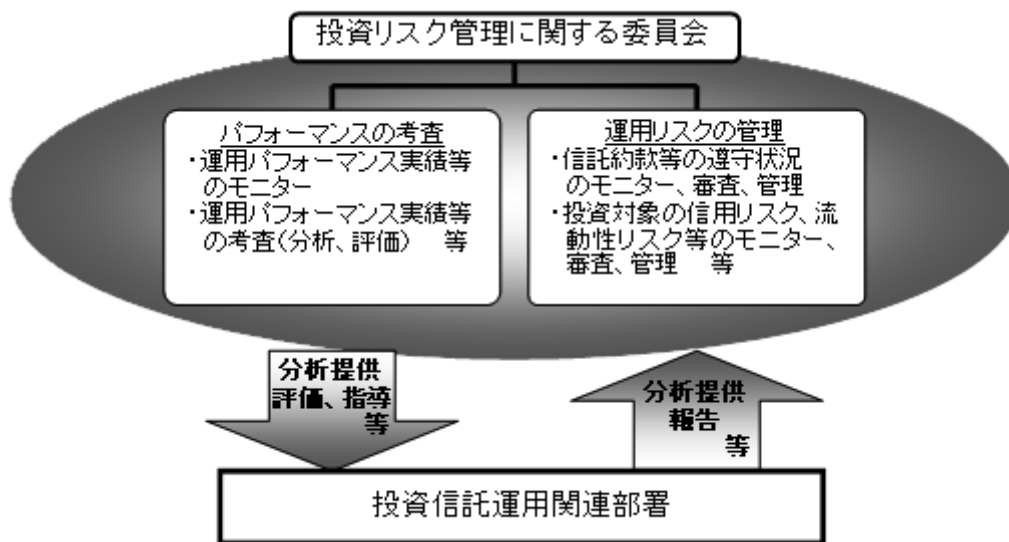 投資リスク管理に関する委員会
パフォーマンスの考査
・運用パフォーマンス実績等
のモニター
・運用パフォーマンス実績等
の考査(分析、評価)　等
運用リスクの管理
・信託約款等の遵守状況
のモニター、審査、管理
・投資対象の信用リスク、流
動性リスク等のモニター、
審査、管理　等
分析提供
評価、指導
等
分析提供
報告
等
投資信託運用関連部署